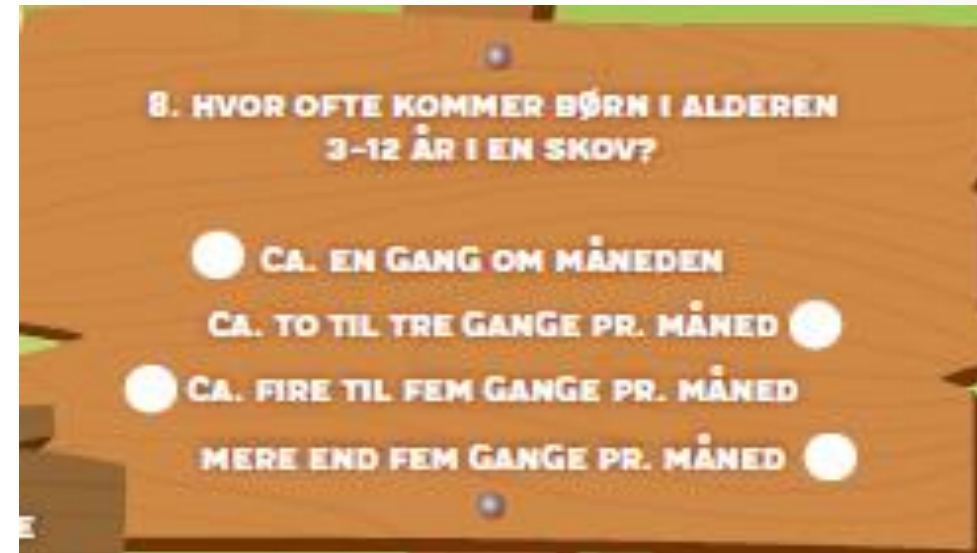 8. HVOR OFTE KOMMER BØRN I ALDEREN
3-12 ÅR I EN SKOV?
CA. EN GANG OM MÅNEDEN
CA. TO TIL TRE GANGE PR. MÅNED
CA. FIRE TIL FEM GANGE PR. MÅNED
MERE END FEM GANGE PR. MÅNED